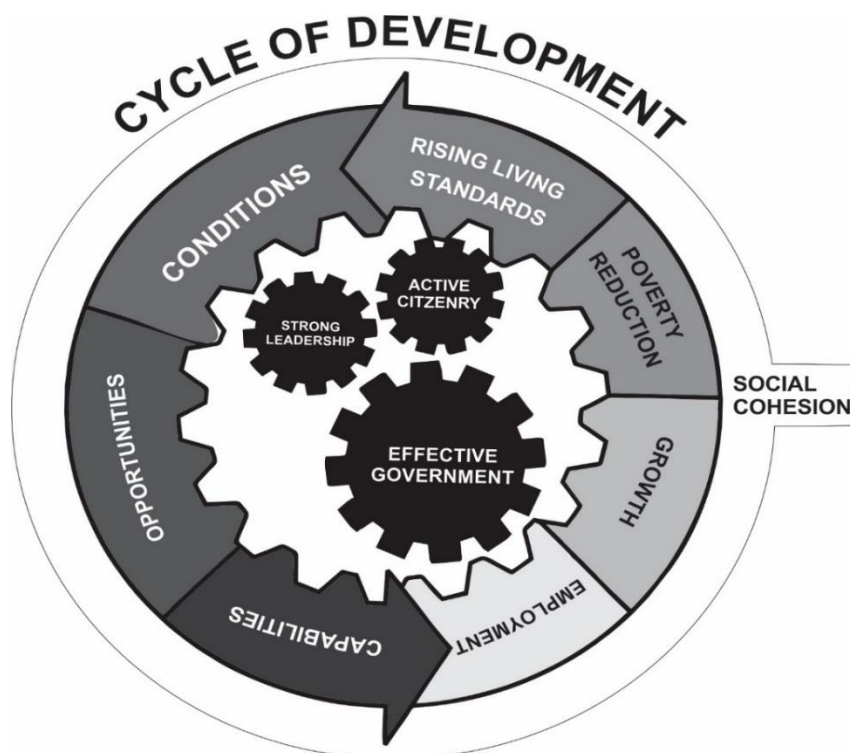 CYCLE OF DEVELOPMENT
RISING LIVING
STANDARDS
CONDITIONS
POVERTY
REDUCTION
ACTIVE
CITZENRY
STRONG
LEADERSHIP
SOCIAL
COHESION
OPPORTUNITIES
EFFECTIVE
GOVERNMENT
GROWTH
EMPLOYMENT
CAPABILITIES